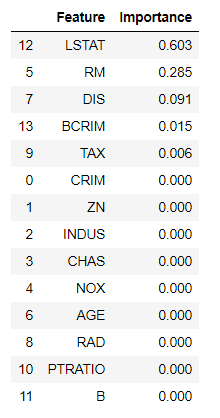 Feature Importance
12 LSTAT 0.603
5 RM 0.285
7 DIS 0.091
13 BCRIM 0.015
9 TAX 0.006
0 CRIM 0.000
1 ZN 0.000
2 INDUS 0.000
3 CHAS 0.000
4 NOX 0.000
6 AGE 0.000
8 RAD 0.000
10 PTRATIO 0.000
11 B 0.000